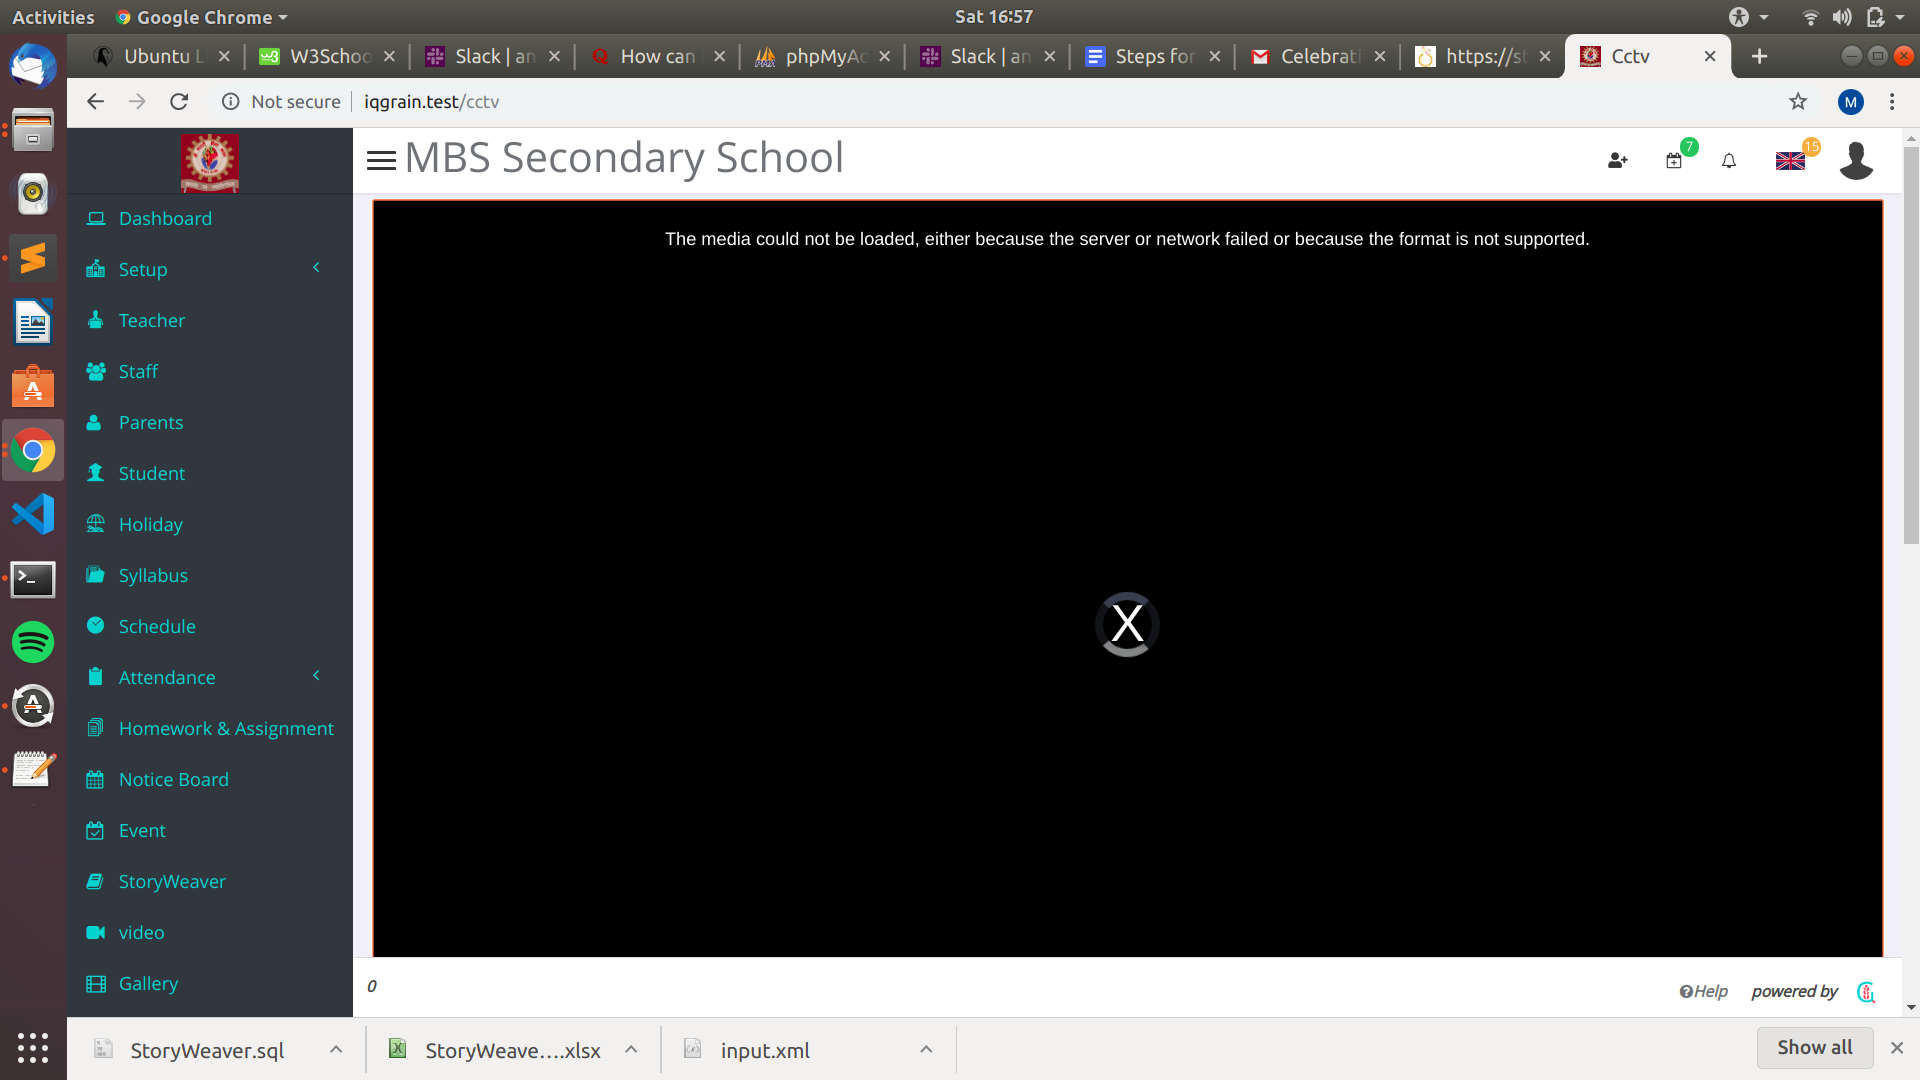 Activities
Google Chrome
Sat 16:57
Ubuntu L
W3Schoo
Slack | an
How can
phpMyAd
Slack | an
Steps for
Celebrati
https://st
Cctv
Not secure
iqgrain.test/cctv
M
MBS Secondary School
7
15
Dashboard
Setup
Teacher
Staff
Parents
Student
Holiday
Syllabus
Schedule
Attendance
Homework & Assignment
Notice Board
Event
StoryWeaver
video
Gallery
The media could not be loaded, either because the server or network failed or because the format is not supported.
X
0
Help
powered by
StoryWeaver.sql
StoryWeave....xlsx
input.xml
Show all